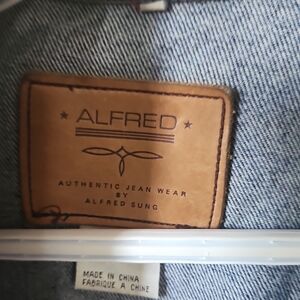 ★ ALFRED ★
AUTHENTIC JEAN WEAR
BY
ALFRED SUNG
MADE IN CHINA
FABRIQUE A CHINE